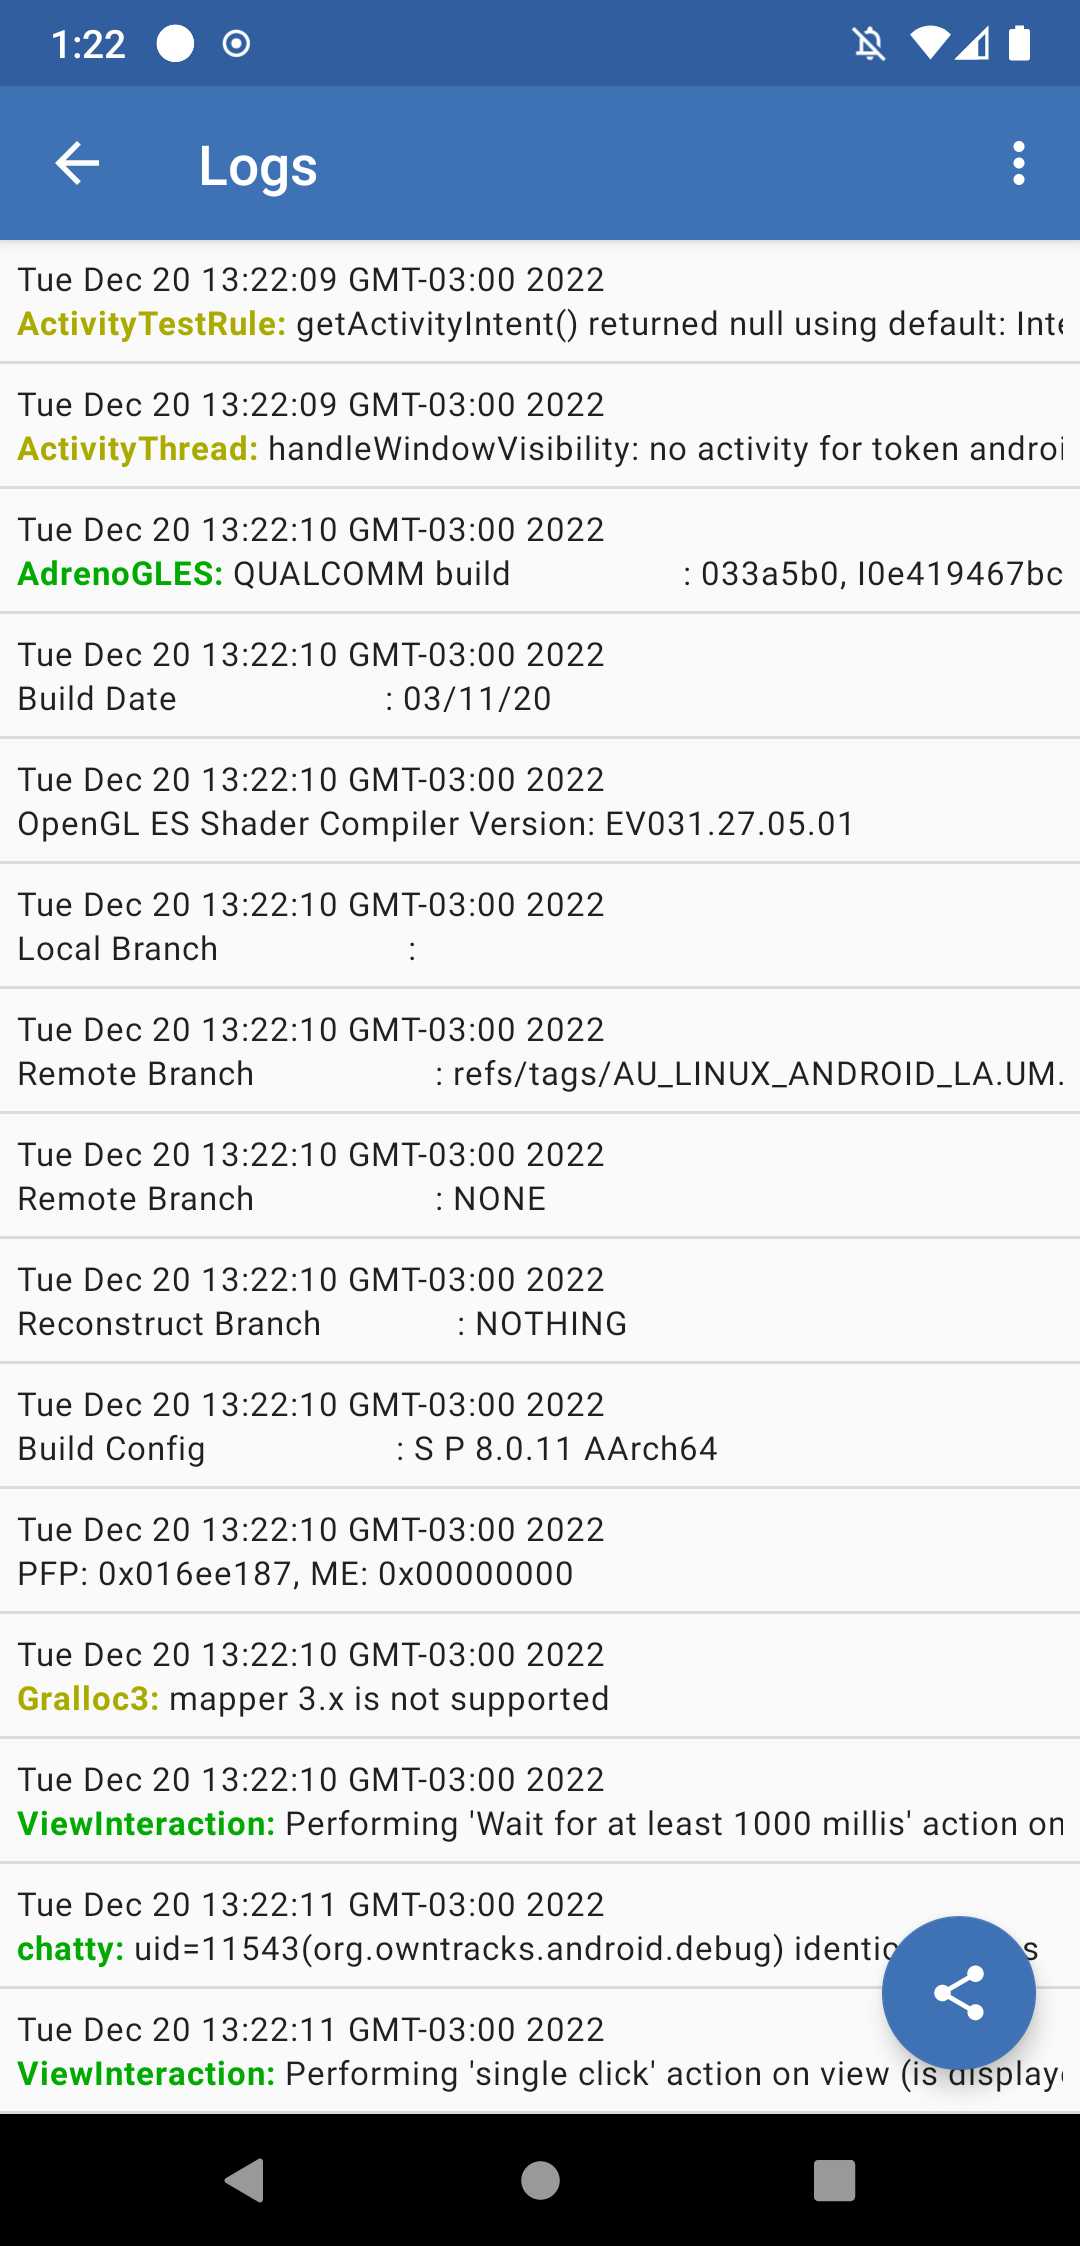 1:22
Logs
Tue Dec 20 13:22:09 GMT-03:00 2022
ActivityTestRule: getActivityIntent() returned null using default:
Tue Dec 20 13:22:09 GMT-03:00 2022
ActivityThread: handleWindowVisibility: no activity for token
Tue Dec 20 13:22:10 GMT-03:00 2022
AdrenoGLES: QUALCOMM build : 033a5b0, I0e419467bc
Tue Dec 20 13:22:10 GMT-03:00 2022
Build Date : 03/11/20
Tue Dec 20 13:22:10 GMT-03:00 2022
OpenGL ES Shader Compiler Version: EV031.27.05.01
Tue Dec 20 13:22:10 GMT-03:00 2022
Local Branch :
Tue Dec 20 13:22:10 GMT-03:00 2022
Remote Branch : refs/tags/AU_LINUX_ANDROID_LA.UM.
Tue Dec 20 13:22:10 GMT-03:00 2022
Remote Branch : NONE
Tue Dec 20 13:22:10 GMT-03:00 2022
Reconstruct Branch : NOTHING
Tue Dec 20 13:22:10 GMT-03:00 2022
Build Config : S P 8.0.11 AArch64
Tue Dec 20 13:22:10 GMT-03:00 2022
PFP: 0x016ee187, ME: 0x00000000
Tue Dec 20 13:22:10 GMT-03:00 2022
Gralloc3: mapper 3.x is not supported
Tue Dec 20 13:22:10 GMT-03:00 2022
ViewInteraction: Performing 'Wait for at least 1000 millis' action on
Tue Dec 20 13:22:11 GMT-03:00 2022
chatty: uid=11543(org.owntracks.android.debug)
Tue Dec 20 13:22:11 GMT-03:00 2022
ViewInteraction: Performing 'single click' action on view (is